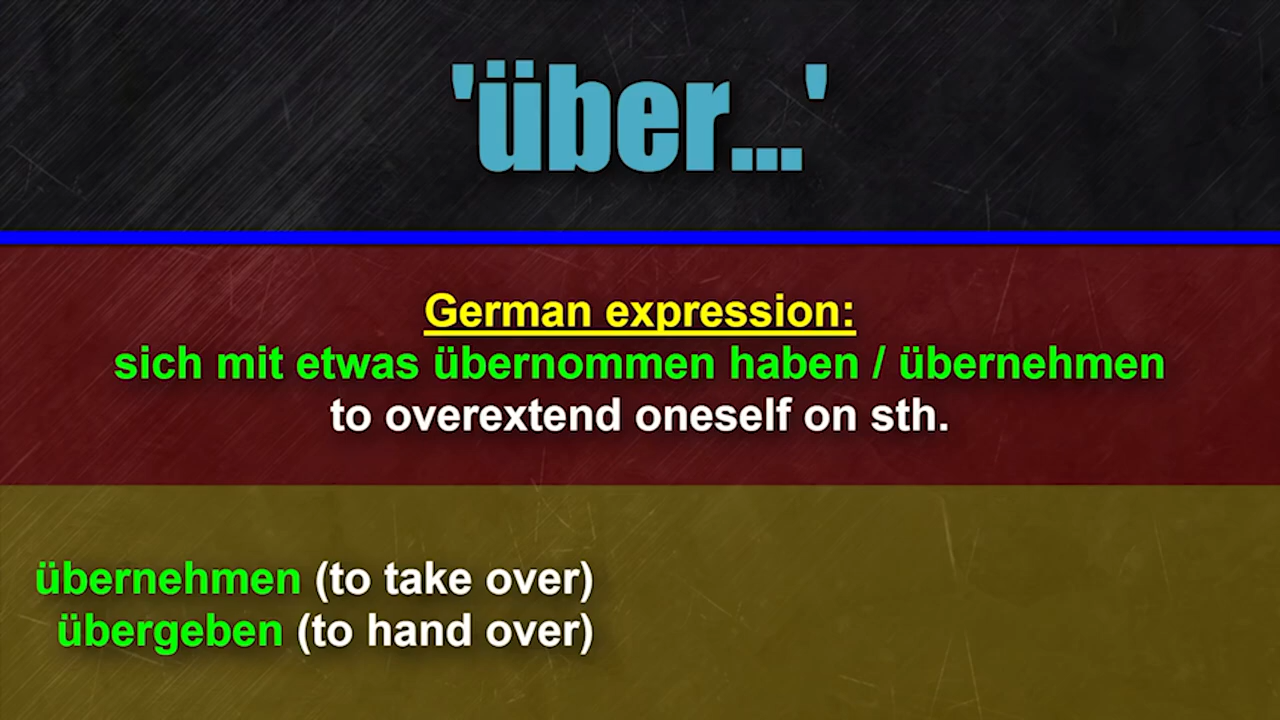 'über...'
German expression:
sich mit etwas übernommen haben / übernehmen
to overextend oneself on sth.
übernehmen (to take over)
übergeben (to hand over)